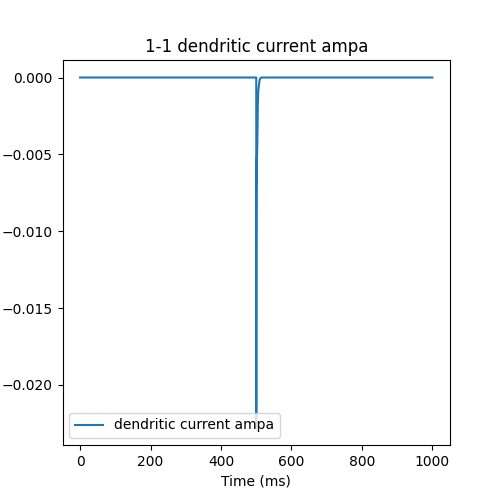 1-1 dendritic current ampa
0.000
−0.005
−0.010
−0.015
−0.020
dendritic current ampa
0 200 400 600 800 1000
Time (ms)